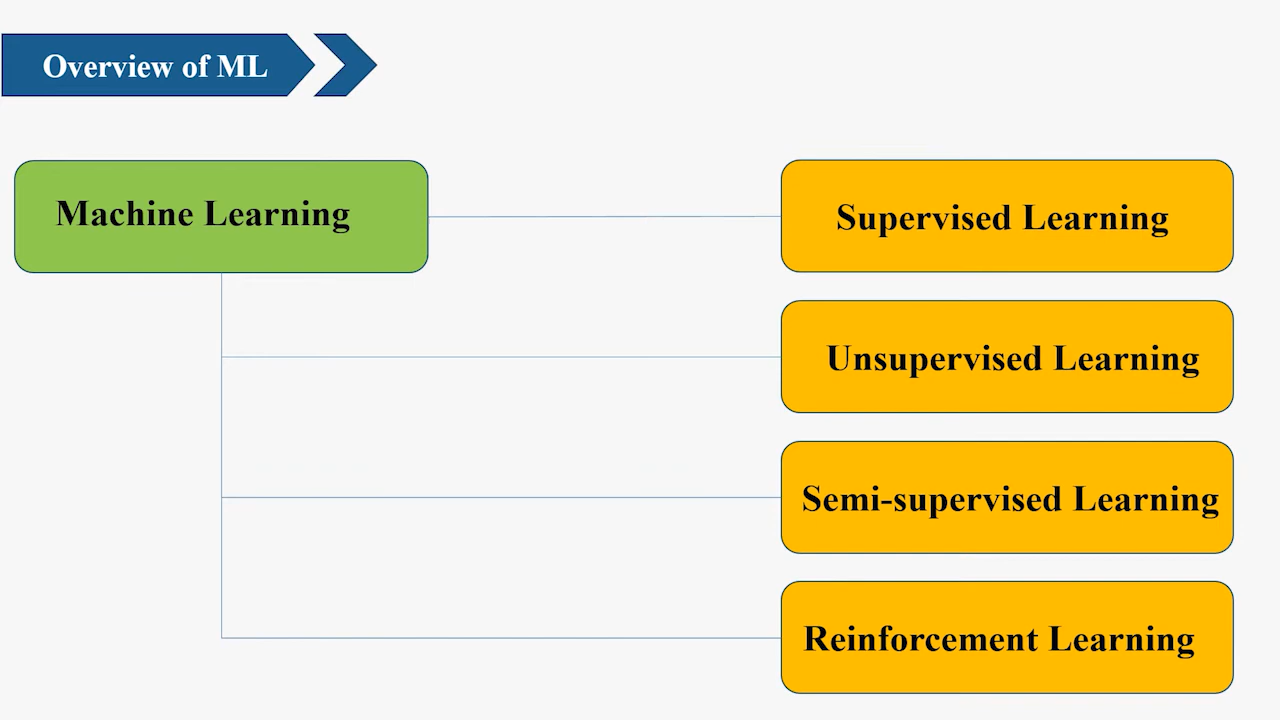 Overview of ML
Machine Learning
Supervised Learning
Unsupervised Learning
Semi-supervised Learning
Reinforcement Learning